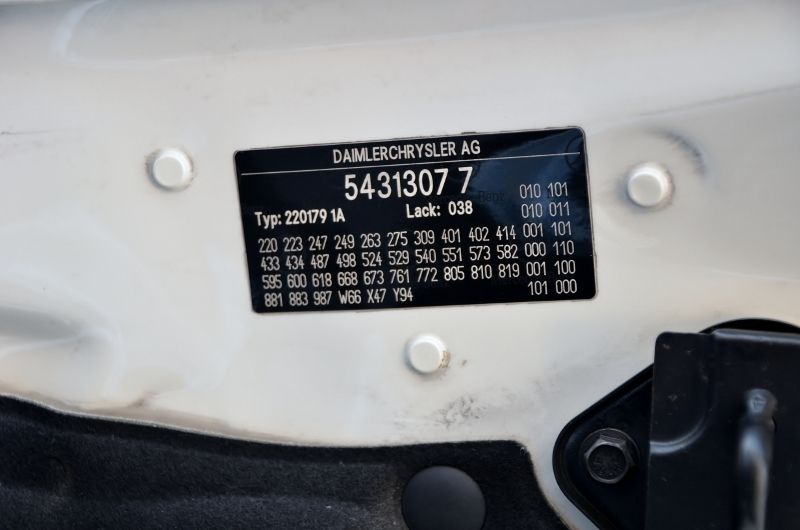 DAIMLERCHRYSLER AG
5431307 7
010 101
Typ: 220179 1A Lack: 038 010 011
220 223 247 249 263 275 309 401 402 414 001 101
433 434 487 498 524 529 540 551 573 582 000 110
595 600 618 668 673 761 772 805 810 819 001 100
881 883 987 W66 X47 Y94 101 000